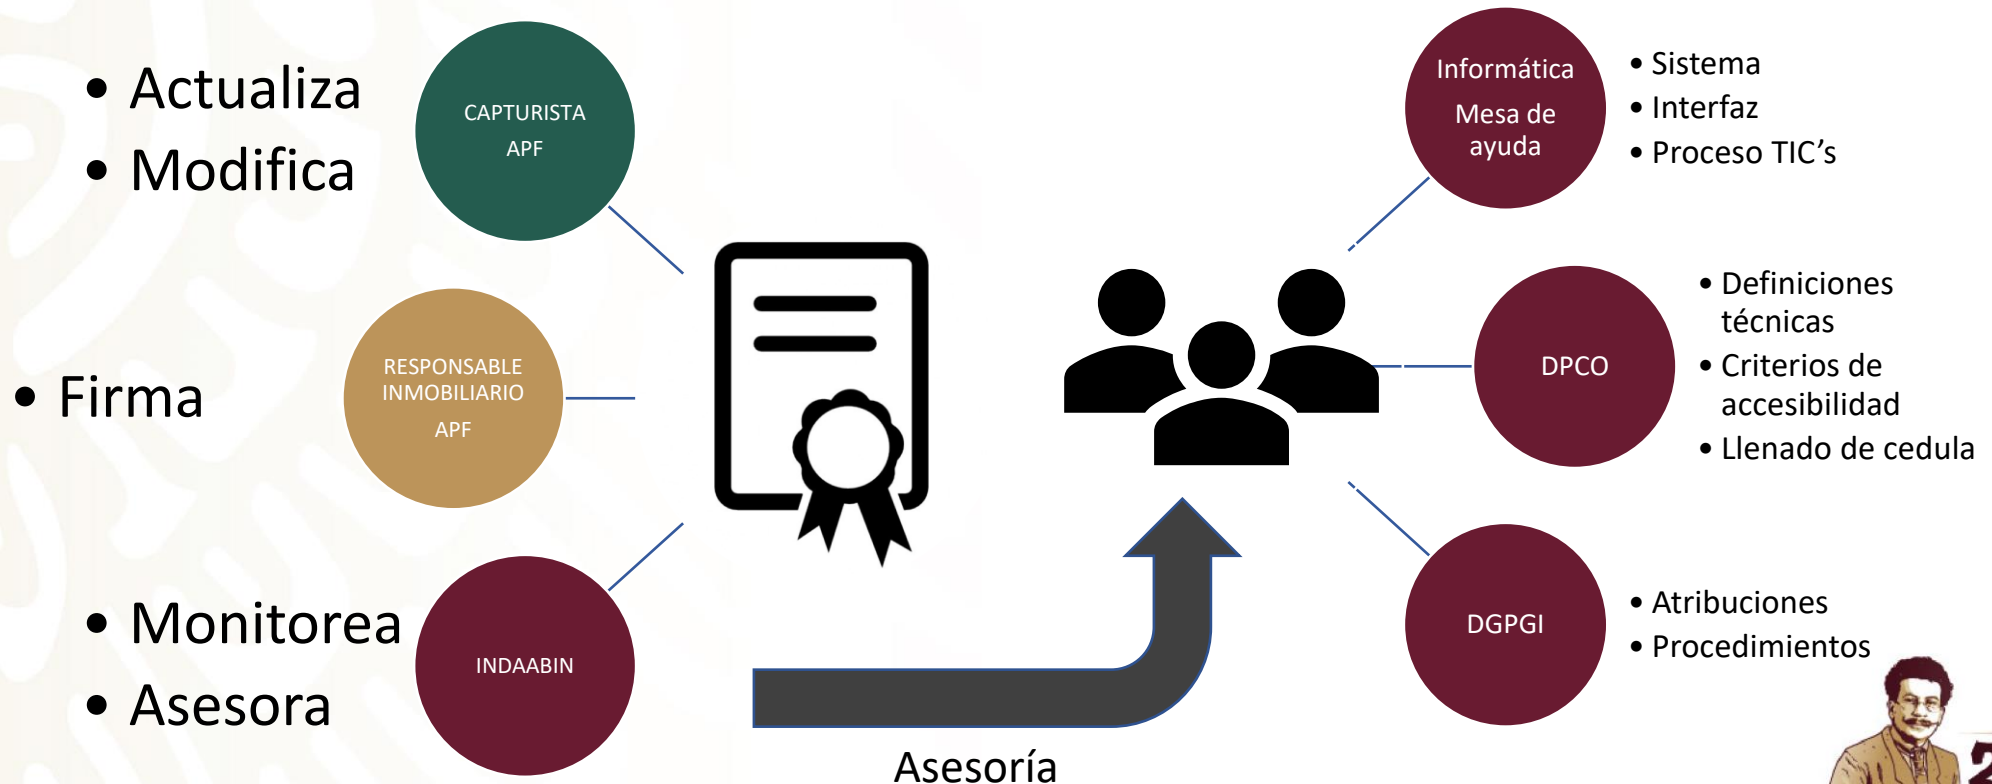 • Actualiza
• Modifica
CAPTURISTA
APF
• Firma
RESPONSABLE
INMOBILIARIO
APF
• Monitorea
• Asesora
INDAABIN
Asesoría
Informática
Mesa de
ayuda
• Sistema
• Interfaz
• Proceso TIC’s
DPCO
• Definiciones
técnicas
• Criterios de
accesibilidad
• Llenado de cedula
DGPGI
• Atribuciones
• Procedimientos
2